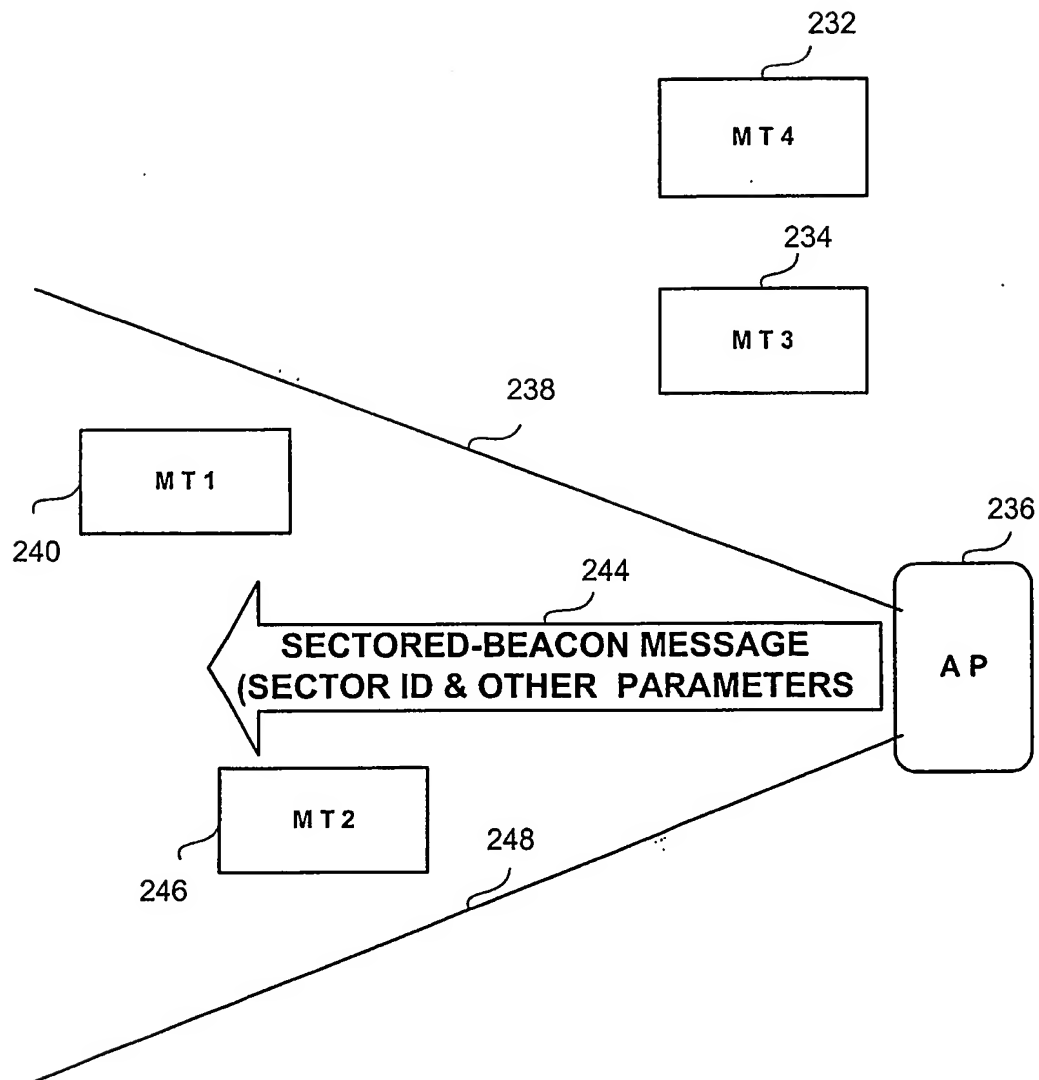 232
MT4
234
MT3
238
MT1
240
236
244
SECTORED-BEACON MESSAGE
(SECTOR ID & OTHER PARAMETERS
AP
MT2
246
248